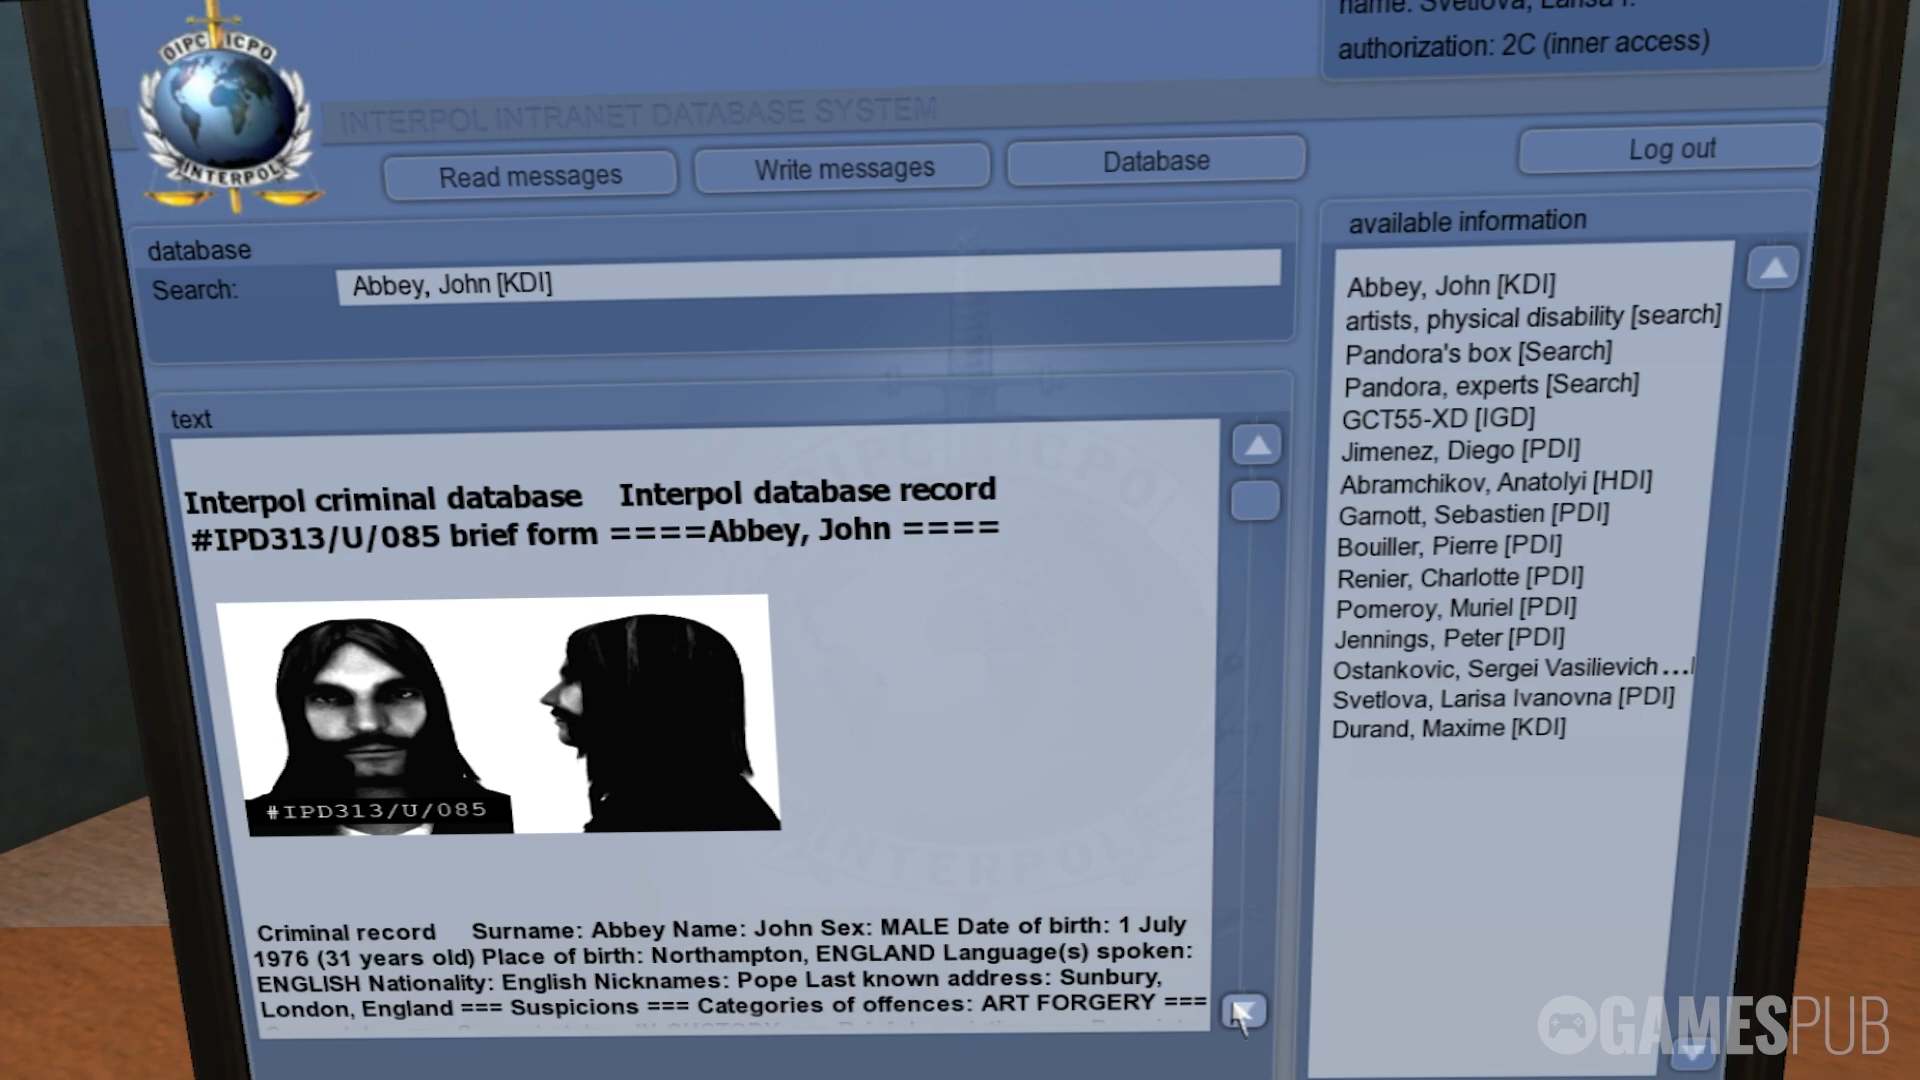 name: Svetlova, Larisa I.
authorization: 2C (inner access)
OIPC ICPO
INTERPOL
INTERPOL INTRANET DATABASE SYSTEM
Read messages
Write messages
Database
Log out
database
Search:
Abbey, John [KDI]
available information
Abbey, John [KDI]
artists, physical disability [search]
Pandora's box [Search]
Pandora, experts [Search]
GCT55-XD [IGD]
Jimenez, Diego [PDI]
Abramchikov, Anatolyi [HDI]
Garnott, Sebastien [PDI]
Bouiller, Pierre [PDI]
Renier, Charlotte [PDI]
Pomeroy, Muriel [PDI]
Jennings, Peter [PDI]
Ostankovic, Sergei Vasilievich...
Svetlova, Larisa Ivanovna [PDI]
Durand, Maxime [KDI]
text
Interpol criminal database Interpol database record
#IPD313/U/085 brief form ====Abbey, John ====
#IPD313/U/085
Criminal record Surname: Abbey Name: John Sex: MALE Date of birth: 1 July
1976 (31 years old) Place of birth: Northampton, ENGLAND Language(s) spoken:
ENGLISH Nationality: English Nicknames: Pope Last known address: Sunbury,
London, England === Suspicions === Categories of offences: ART FORGERY ===
OIPC ICPO
INTERPOL
GAMESPUB